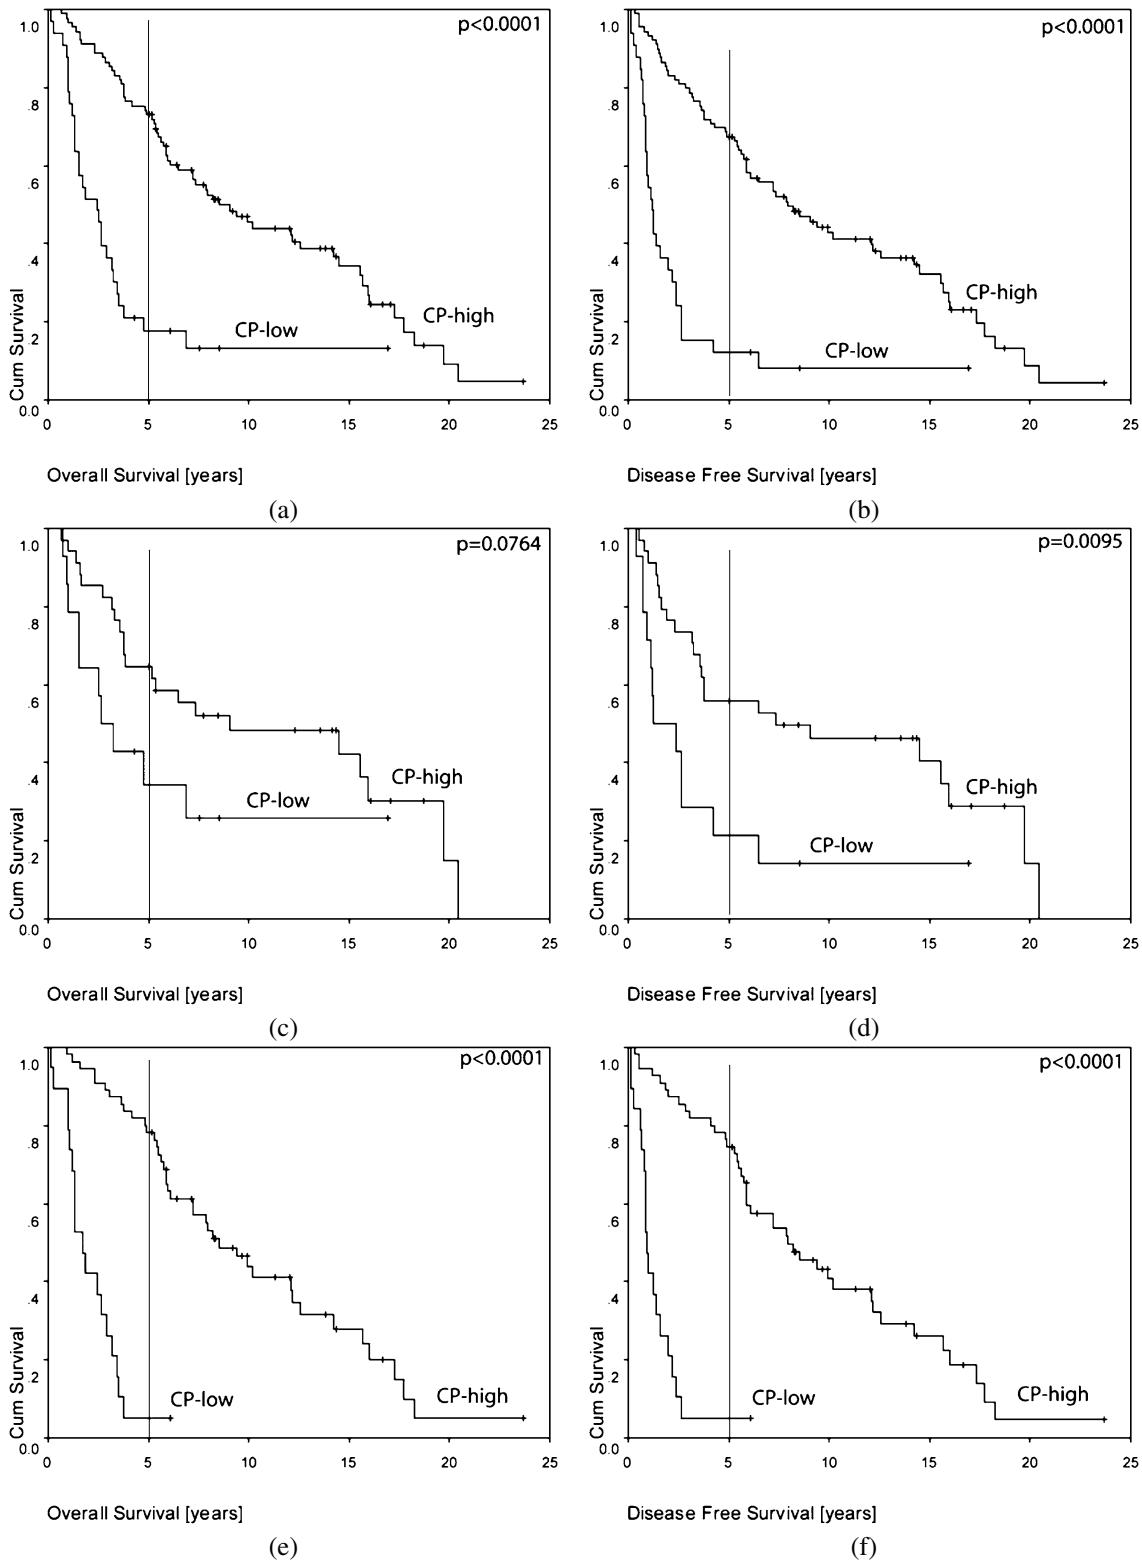 1.0
p<0.0001
.8
.6
.4
.2
0.0
Cum Survival
CP-high
CP-low
0 5 10 15 20 25
Overall Survival [years]
(a)
1.0
p<0.0001
.8
.6
.4
.2
0.0
Cum Survival
CP-high
CP-low
0 5 10 15 20 25
Disease Free Survival [years]
(b)
1.0
p=0.0764
.8
.6
.4
.2
0.0
Cum Survival
CP-high
CP-low
0 5 10 15 20 25
Overall Survival [years]
(c)
1.0
p=0.0095
.8
.6
.4
.2
0.0
Cum Survival
CP-high
CP-low
0 5 10 15 20 25
Disease Free Survival [years]
(d)
1.0
p<0.0001
.8
.6
.4
.2
0.0
Cum Survival
CP-low
CP-high
0 5 10 15 20 25
Overall Survival [years]
(e)
1.0
p<0.0001
.8
.6
.4
.2
0.0
Cum Survival
CP-low
CP-high
0 5 10 15 20 25
Disease Free Survival [years]
(f)